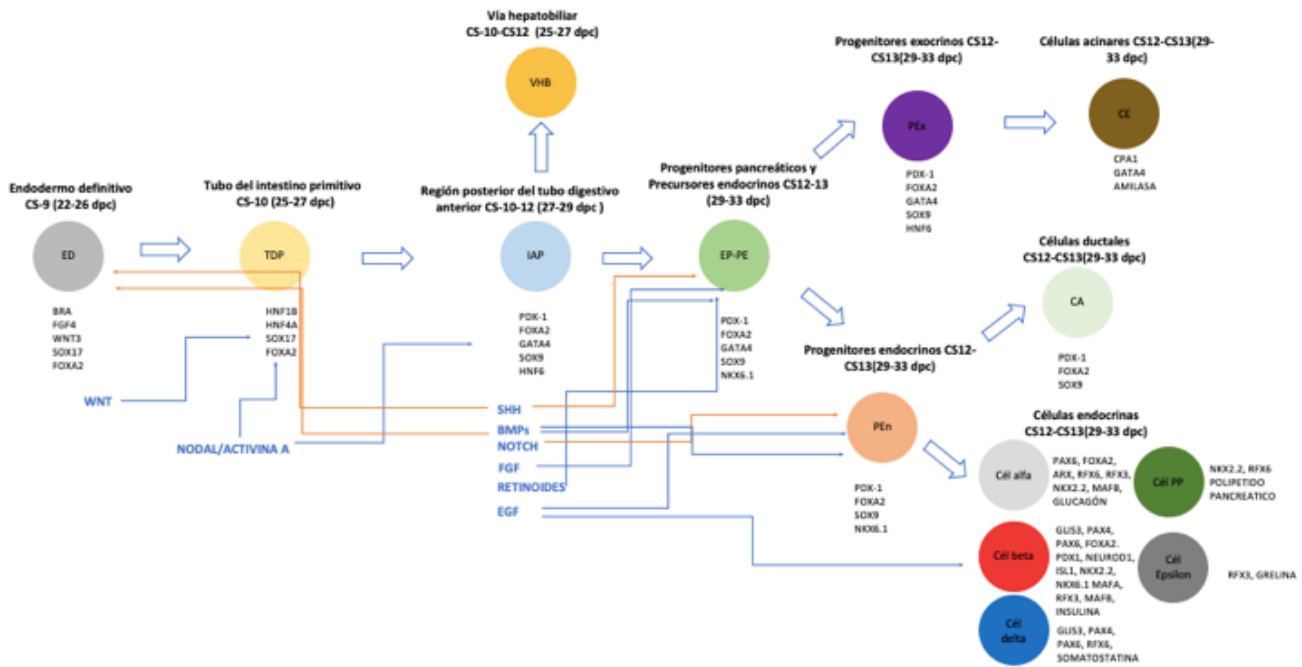 Vía hepatobiliar
CS-10-CS12 (25-27 dpc)
VHB
Progenitores exocrinos CS12-
CS13(29-33 dpc)
PEx
PDX-1
FOXA2
GATA4
SOX9
HNF6
Células acinares CS12-CS13(29-
33 dpc)
CE
CPA1
GATA4
AMILASA
Endodermo definitivo
CS-9 (22-26 dpc)
ED
BRA
FGF4
WNT3
SOX17
FOXA2
Tubo del intestino primitivo
CS-10 (25-27 dpc)
TDP
HNF1B
HNF4A
SOX17
FOXA2
Región posterior del tubo digestivo
anterior CS-10-12 (27-29 dpc )
IAP
PDX-1
FOXA2
GATA4
SOX9
HNF6
Progenitores pancreáticos y
Precursores endocrinos CS12-13
(29-33 dpc)
EP-PE
PDX-1
FOXA2
GATA4
SOX9
NKX6.1
Células ductales
CS12-CS13(29-33 dpc)
CA
PDX-1
FOXA2
SOX9
Progenitores endocrinos CS12-
CS13(29-33 dpc)
PEn
PDX-1
FOXA2
SOX9
NKX6.1
WNT
NODAL/ACTIVINA A
SHH
BMPs
NOTCH
FGF
RETINOIDES
EGF
Células endocrinas
CS12-CS13(29-33 dpc)
Cél alfa
PAX6, FOXA2,
ARX, RFX6, RFX3,
NKX2.2, MAFB,
GLUCAGÓN
Cél PP
NKX2.2, RFX6
POLIPETIDO
PANCREATICO
Cél beta
GLIS3, PAX4,
PAX6, FOXA2.
PDX1, NEUROD1,
ISL1, NKX2.2,
NKX6.1 MAFA,
RFX3, MAFB,
INSULINA
Cél
Epsilon
RFX3, GRELINA
Cél
delta
GLIS3, PAX4,
PAX6, RFX6,
SOMATOSTATINA